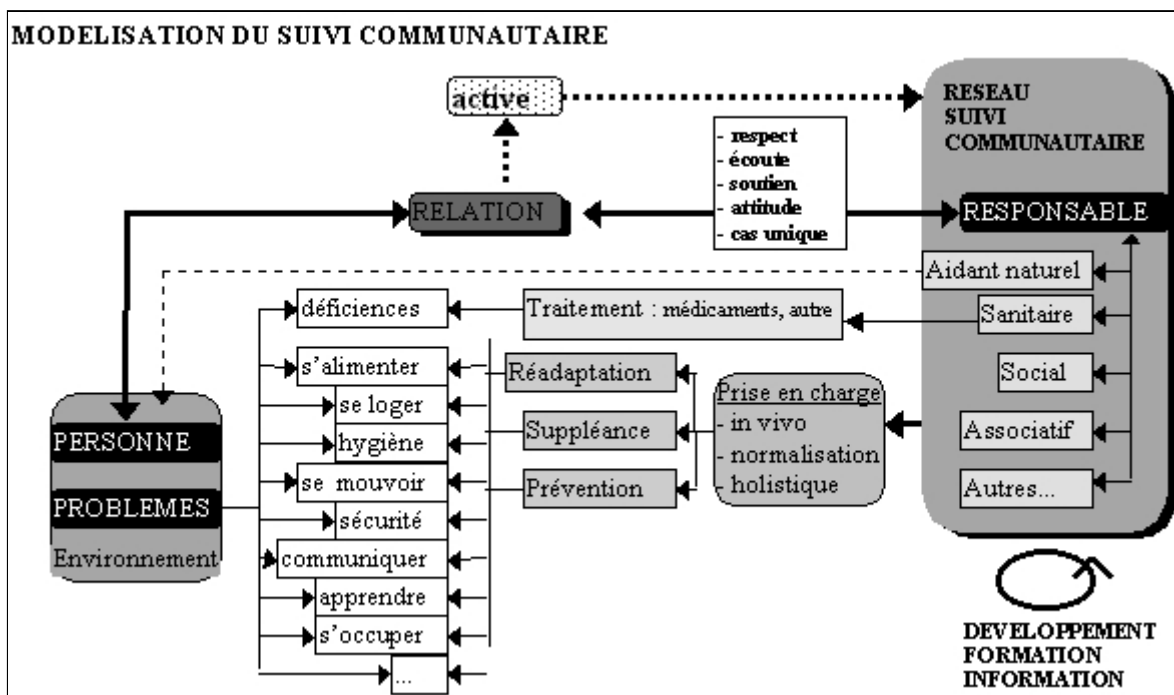 MODELISATION DU SUIVI COMMUNAUTAIRE
active
RESEAU
SUIVI
COMMUNAUTAIRE
- respect
- écoute
- soutien
- attitude
- cas unique
RELATION
RESPONSABLE
Aidant naturel
déficiences
Traitement : médicaments, autre
Sanitaire
s'alimenter
Réadaptation
Social
se loger
Prise en charge
- in vivo
- normalisation
- holistique
PERSONNE
hygiène
Suppléance
Associatif
se mouvoir
Prévention
Autres...
PROBLEMES
sécurité
Environnement
communiquer
apprendre
s'occuper
...
DEVELOPPEMENT
FORMATION
INFORMATION